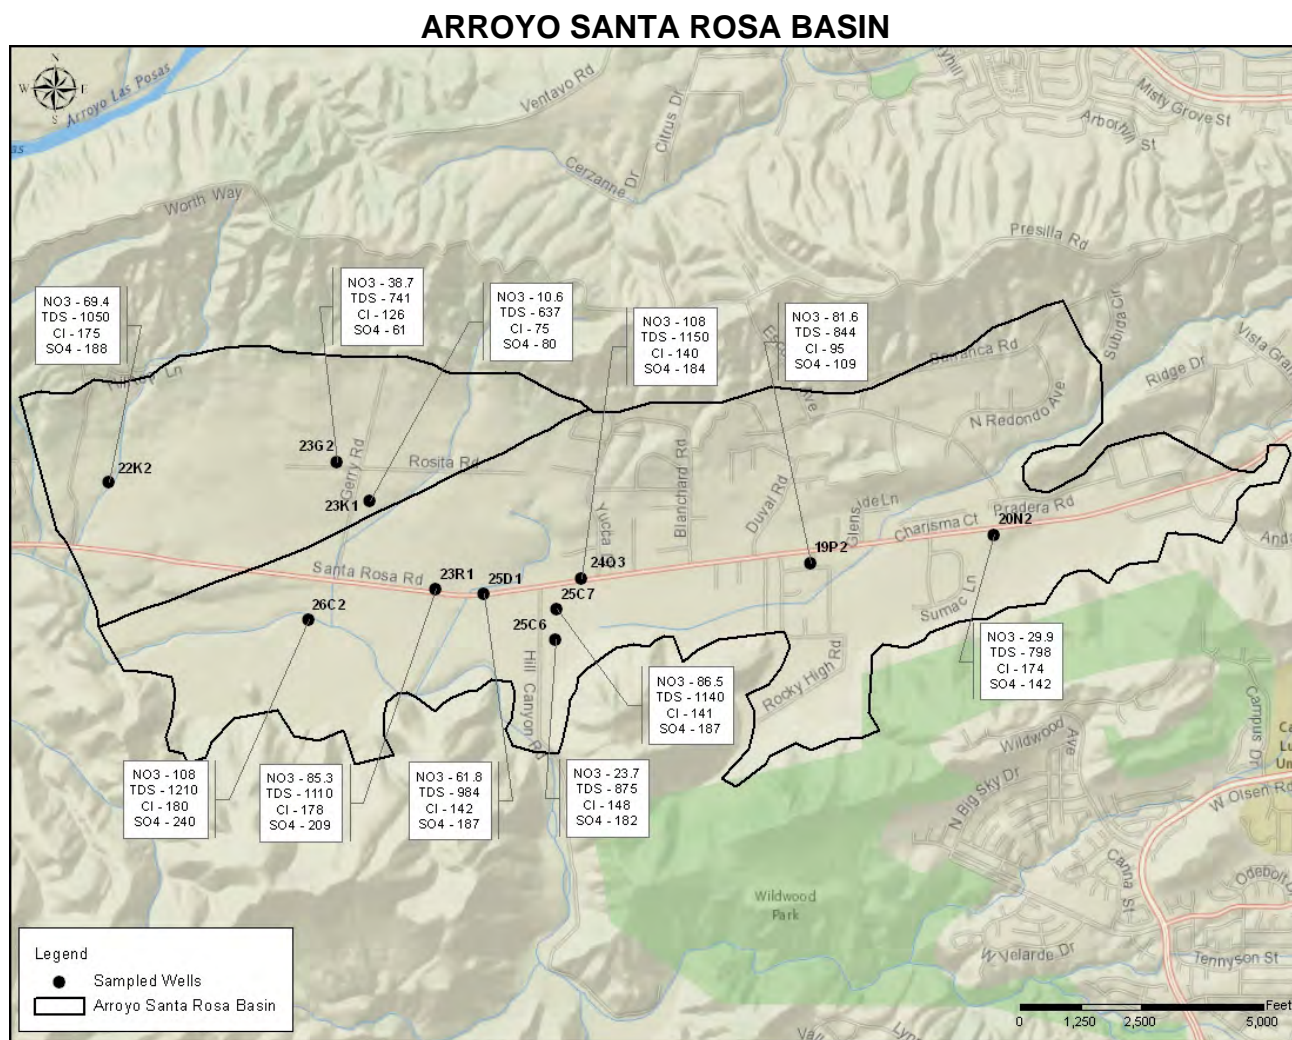 ARROYO SANTA ROSA BASIN
N
W
E
S
Arroyo Las Posas
Ventavo Rd
Citrus Dr
Cerzanne Dr
Misty Grove St
St
Worth Way
Presilla Rd
NO3 - 69.4
TDS - 1050
Cl - 175
SO4 - 188
NO3 - 38.7
TDS - 741
Cl - 126
SO4 - 61
NO3 - 10.6
TDS - 637
Cl - 75
SO4 - 80
NO3 - 108
TDS - 1150
Cl - 140
SO4 - 184
NO3 - 81.6
TDS - 844
Cl - 95
SO4 - 109
Ln
Barranca Rd
Subida Cir
Vista Gran
Ridge Dr
N Redondo Ave
22K2
23G2
Gerry Rd
Rosita Rd
23K1
Blanchard Rd
Duval Rd
Yucca
Glens
de Ln
Charisma Ct
Pradera Rd
20N2
Anda
Santa Rosa Rd
23R1
25D1
24Q3
19P2
26C2
25C7
25C6
Sumac Ln
Hill Canyon Rd
Rocky High Rd
NO3 - 29.9
TDS - 798
Cl - 174
SO4 - 142
NO3 - 86.5
TDS - 1140
Cl - 141
SO4 - 187
NO3 - 108
TDS - 1210
Cl - 180
SO4 - 240
NO3 - 85.3
TDS - 1110
Cl - 178
SO4 - 209
NO3 - 61.8
TDS - 984
Cl - 142
SO4 - 187
NO3 - 23.7
TDS - 875
Cl - 148
SO4 - 182
Wildwood
Ave
Campus Dr
Ca
Lu
Un
N Big Sky Dr
W Olsen Rd
Canna St
Wildwood
Park
W Velarde Dr
Tennyson St
Legend
Sampled Wells
Arroyo Santa Rosa Basin
Feet
0
1,250
2,500
5,000